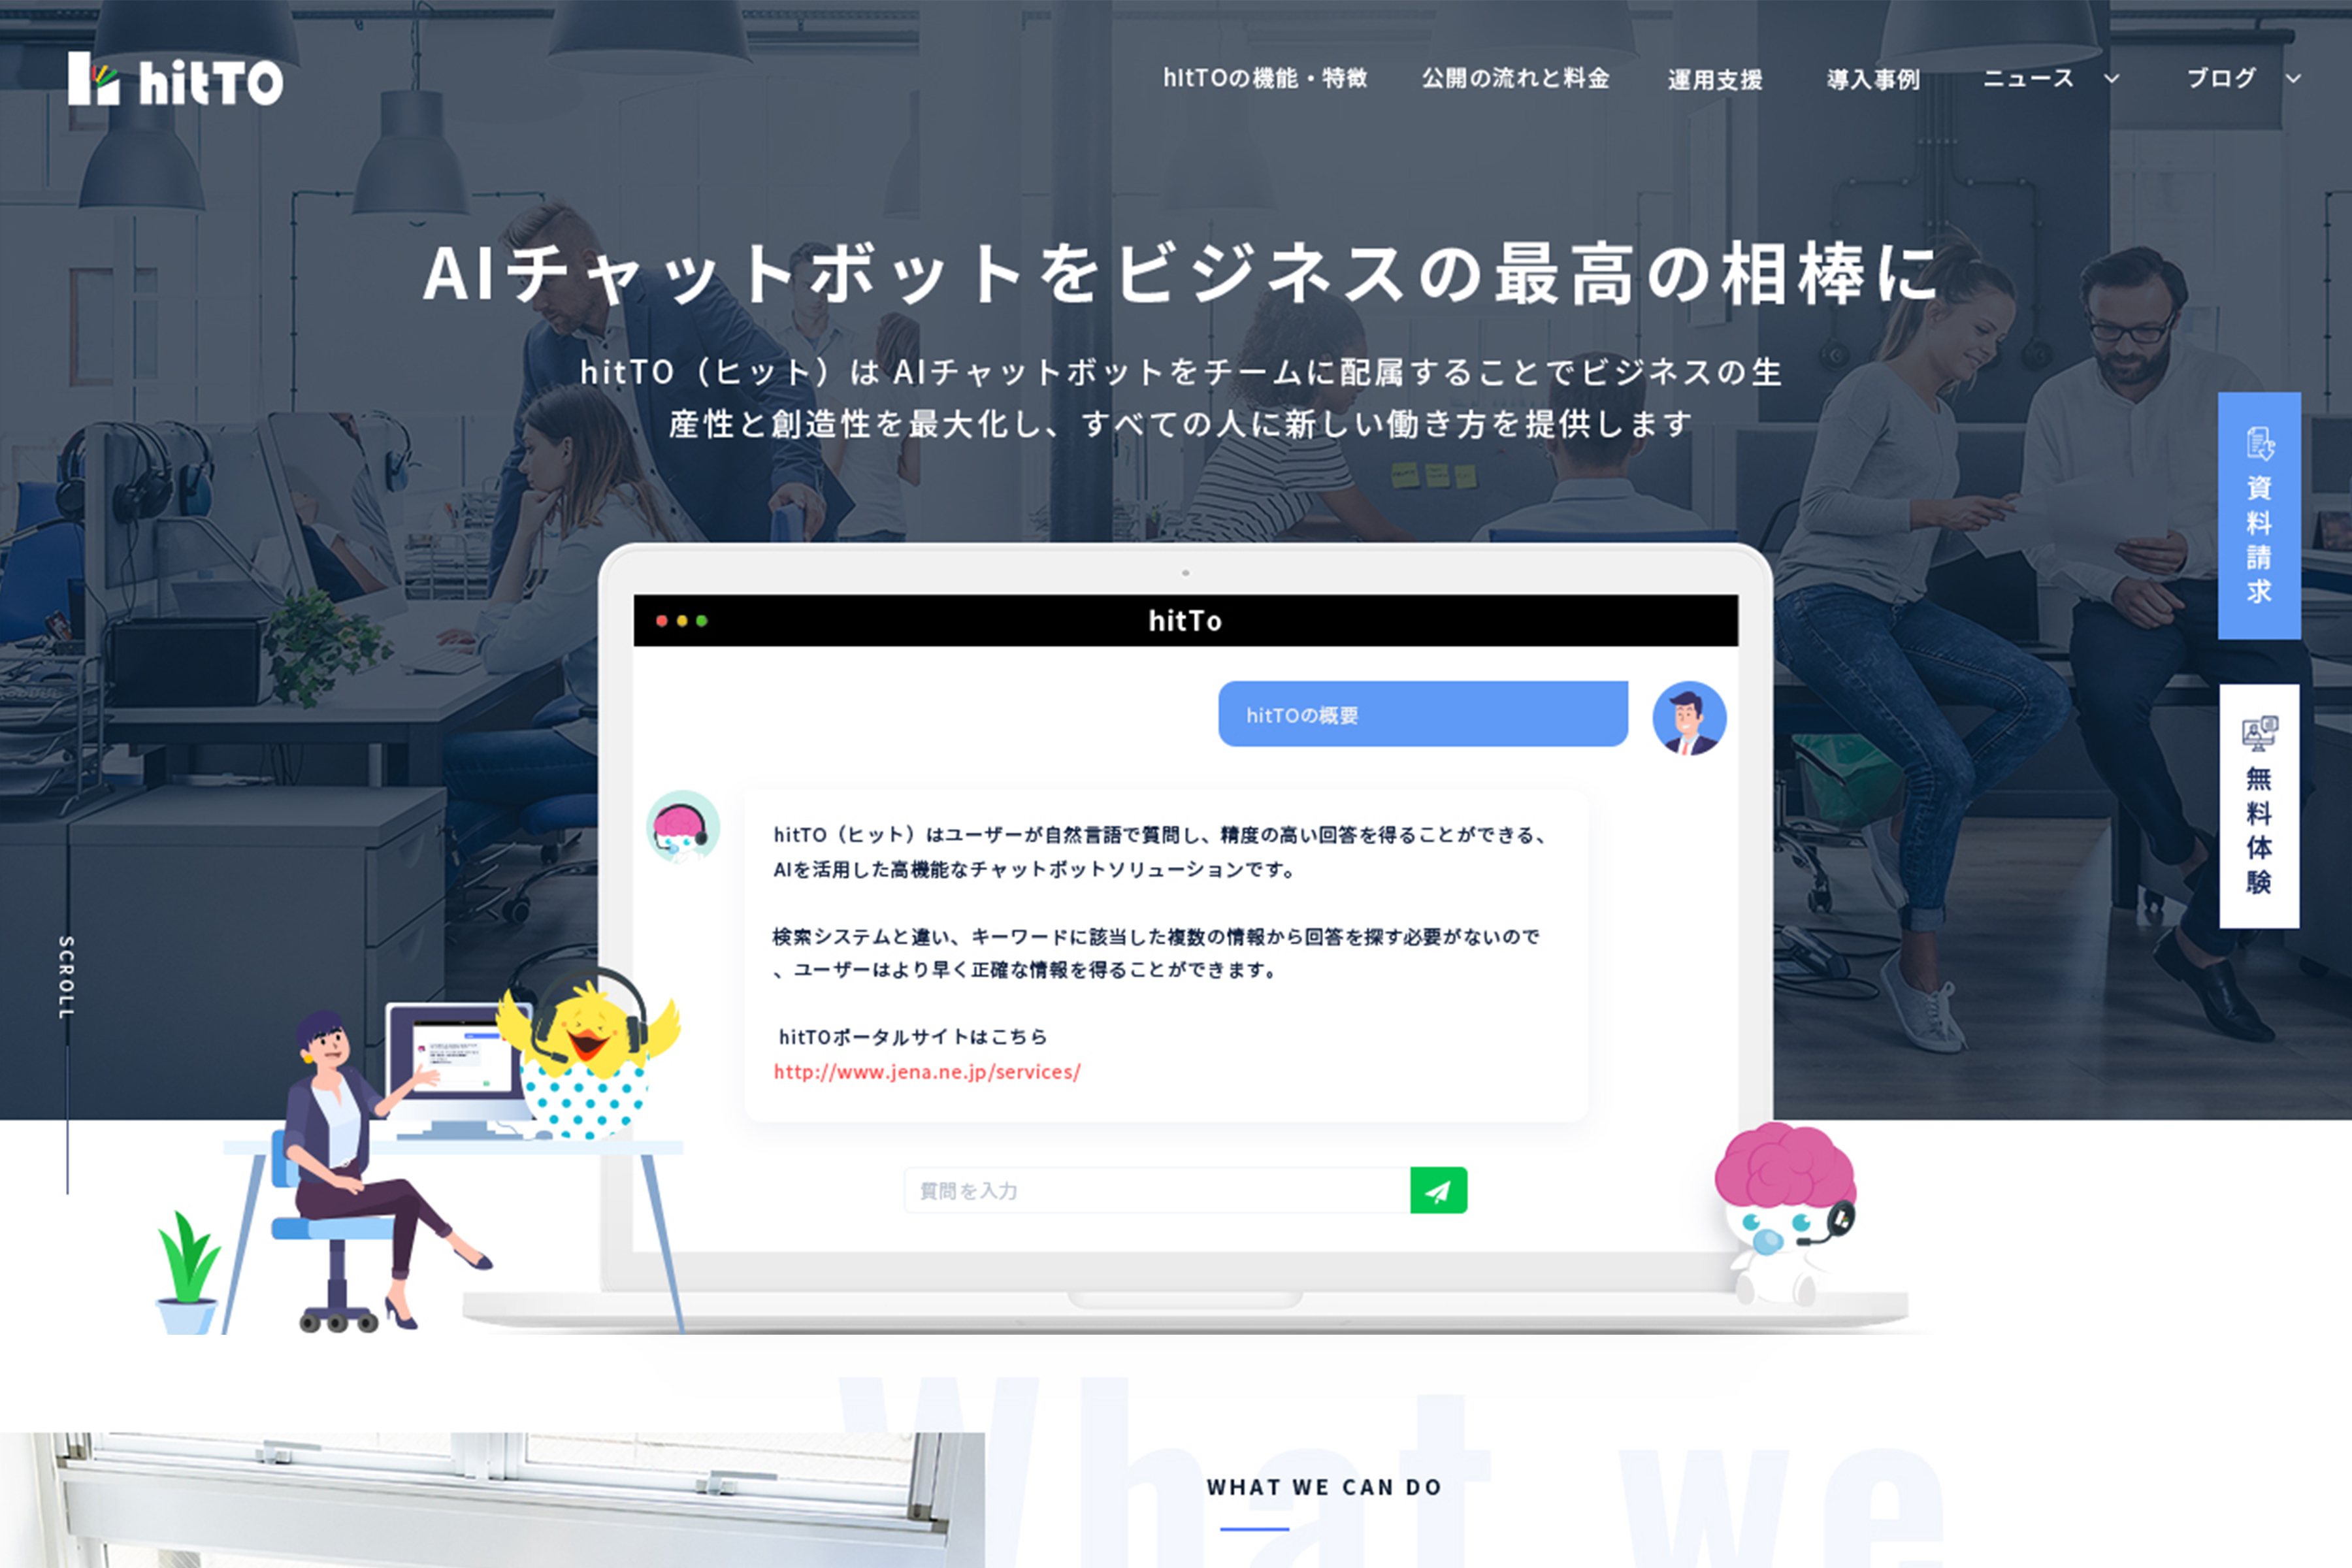 hitTO
hItTOの機能・特徴
公開の流れと料金
運用支援
導入事例
ニュース
ブログ
AIチャットボットをビジネスの最高の相棒に
hitTO（ヒット）は AIチャットボットをチームに配属することでビジネスの生
産性と創造性を最大化し、すべての人に新しい働き方を提供します
資料請求
無料体験
hitTo
hitTOの概要
hitTO（ヒット）はユーザーが自然言語で質問し、精度の高い回答を得ることができる、
AIを活用した高機能なチャットボットソリューションです。
検索システムと違い、キーワードに該当した複数の情報から回答を探す必要がないので
、ユーザーはより早く正確な情報を得ることができます。
hitTOポータルサイトはこちら
http://www.jena.ne.jp/services/
質問を入力
SCROLL
What we
WHAT WE CAN DO